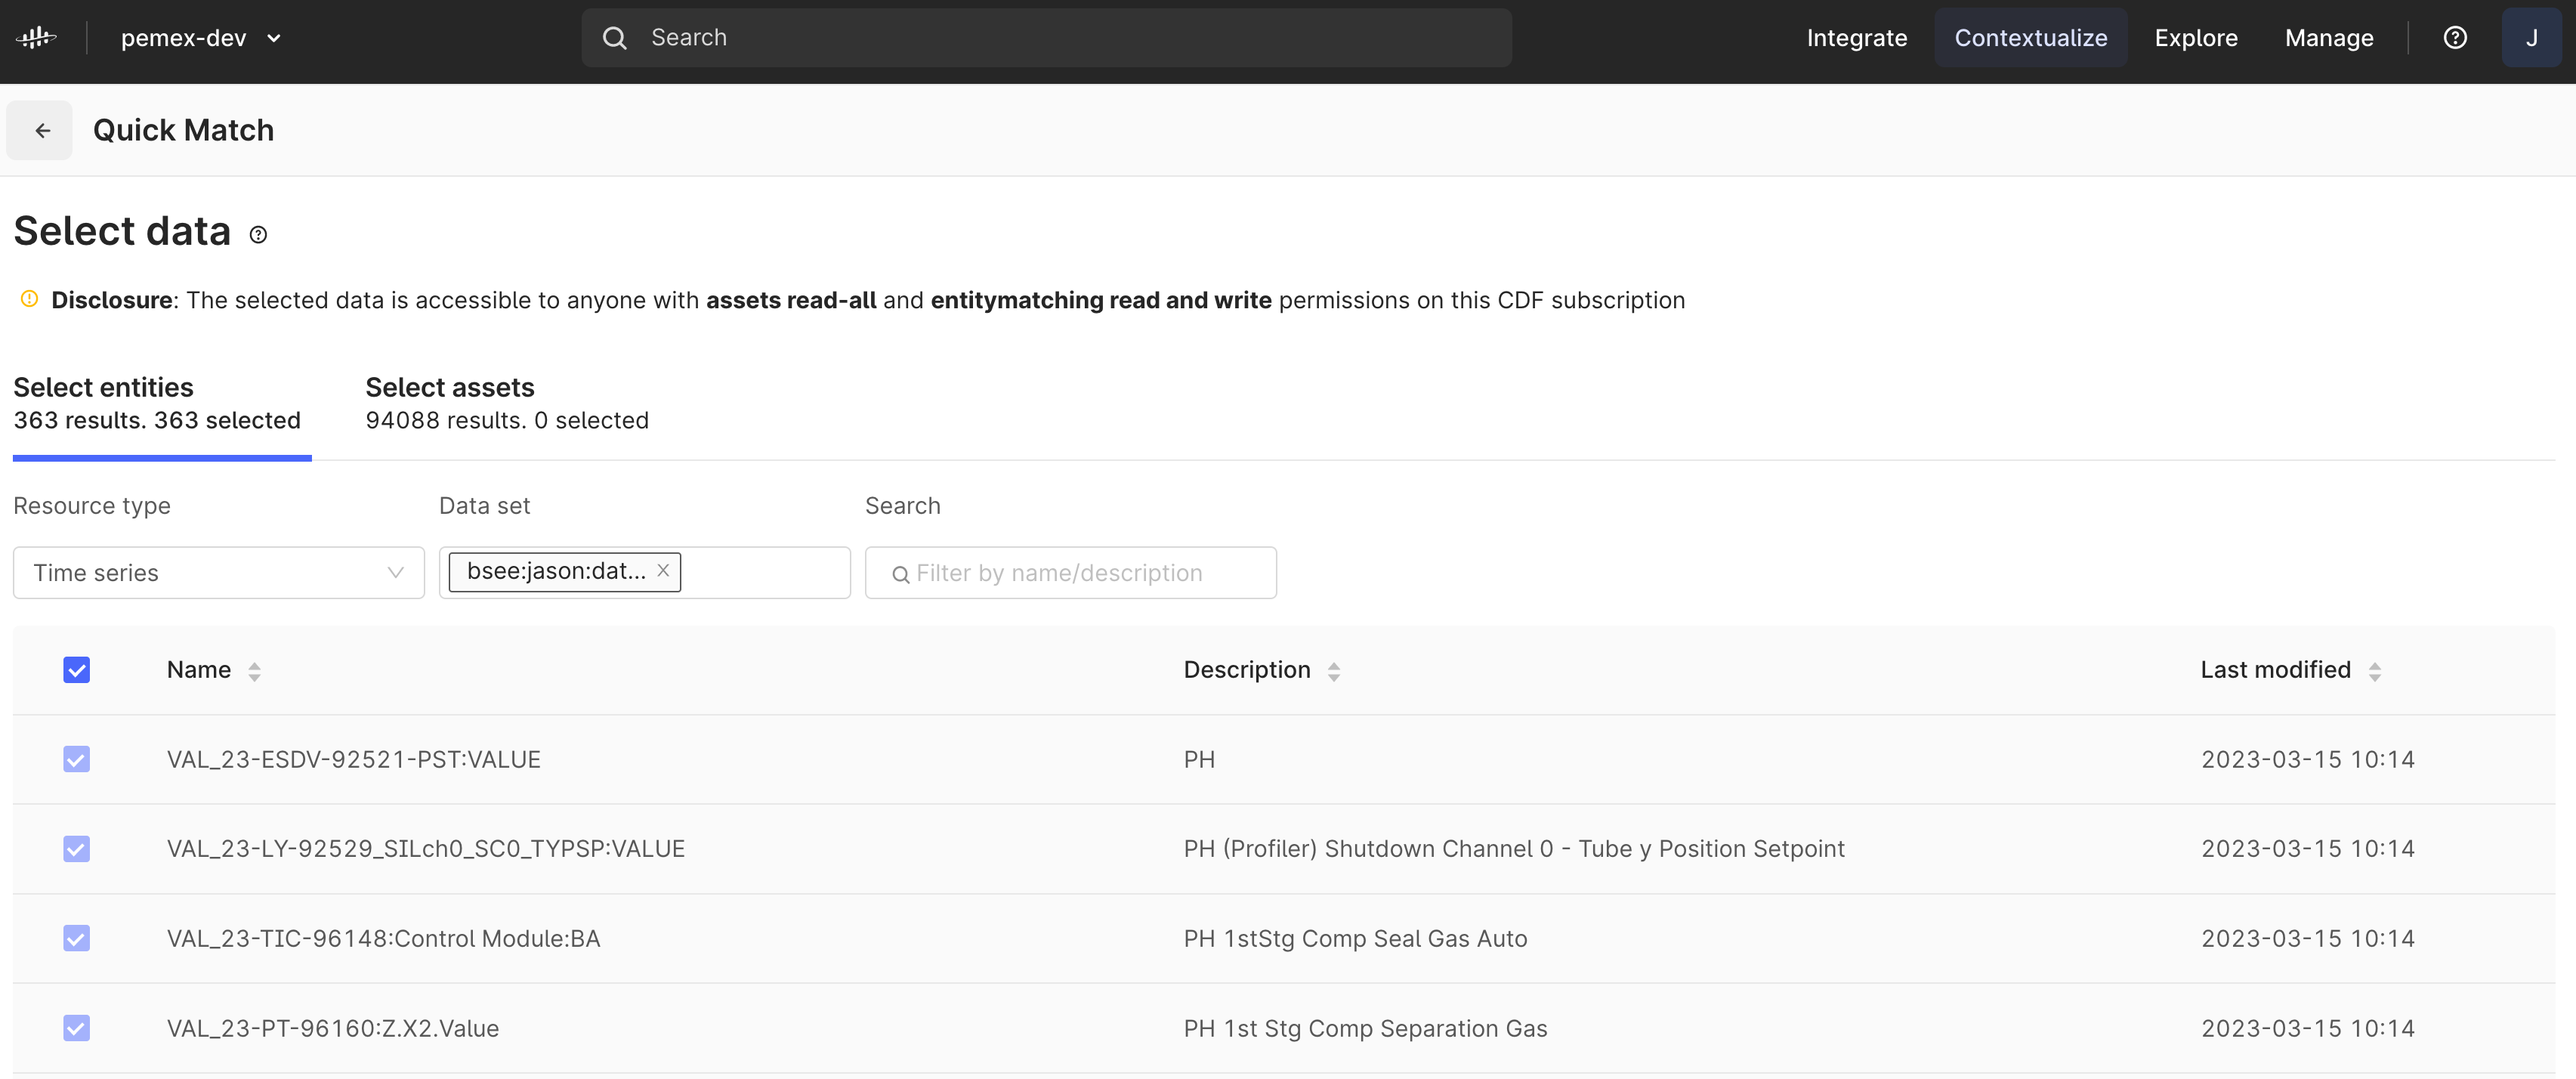 pemex-dev Search Integrate Contextualize Explore Manage J
Quick Match
Select data
Disclosure: The selected data is accessible to anyone with assets read-all and entitymatching read and write permissions on this CDF subscription
Select entities Select assets
363 results. 363 selected 94088 results. 0 selected
Resource type Data set Search
Time series bsee:jason:dat... Filter by name/description
Name Description Last modified
VAL_23-ESDV-92521-PST:VALUE PH 2023-03-15 10:14
VAL_23-LY-92529_SILch0_SC0_TYPSP:VALUE PH (Profiler) Shutdown Channel 0 - Tube y Position Setpoint 2023-03-15 10:14
VAL_23-TIC-96148:Control Module:BA PH 1stStg Comp Seal Gas Auto 2023-03-15 10:14
VAL_23-PT-96160:Z.X2.Value PH 1st Stg Comp Separation Gas 2023-03-15 10:14